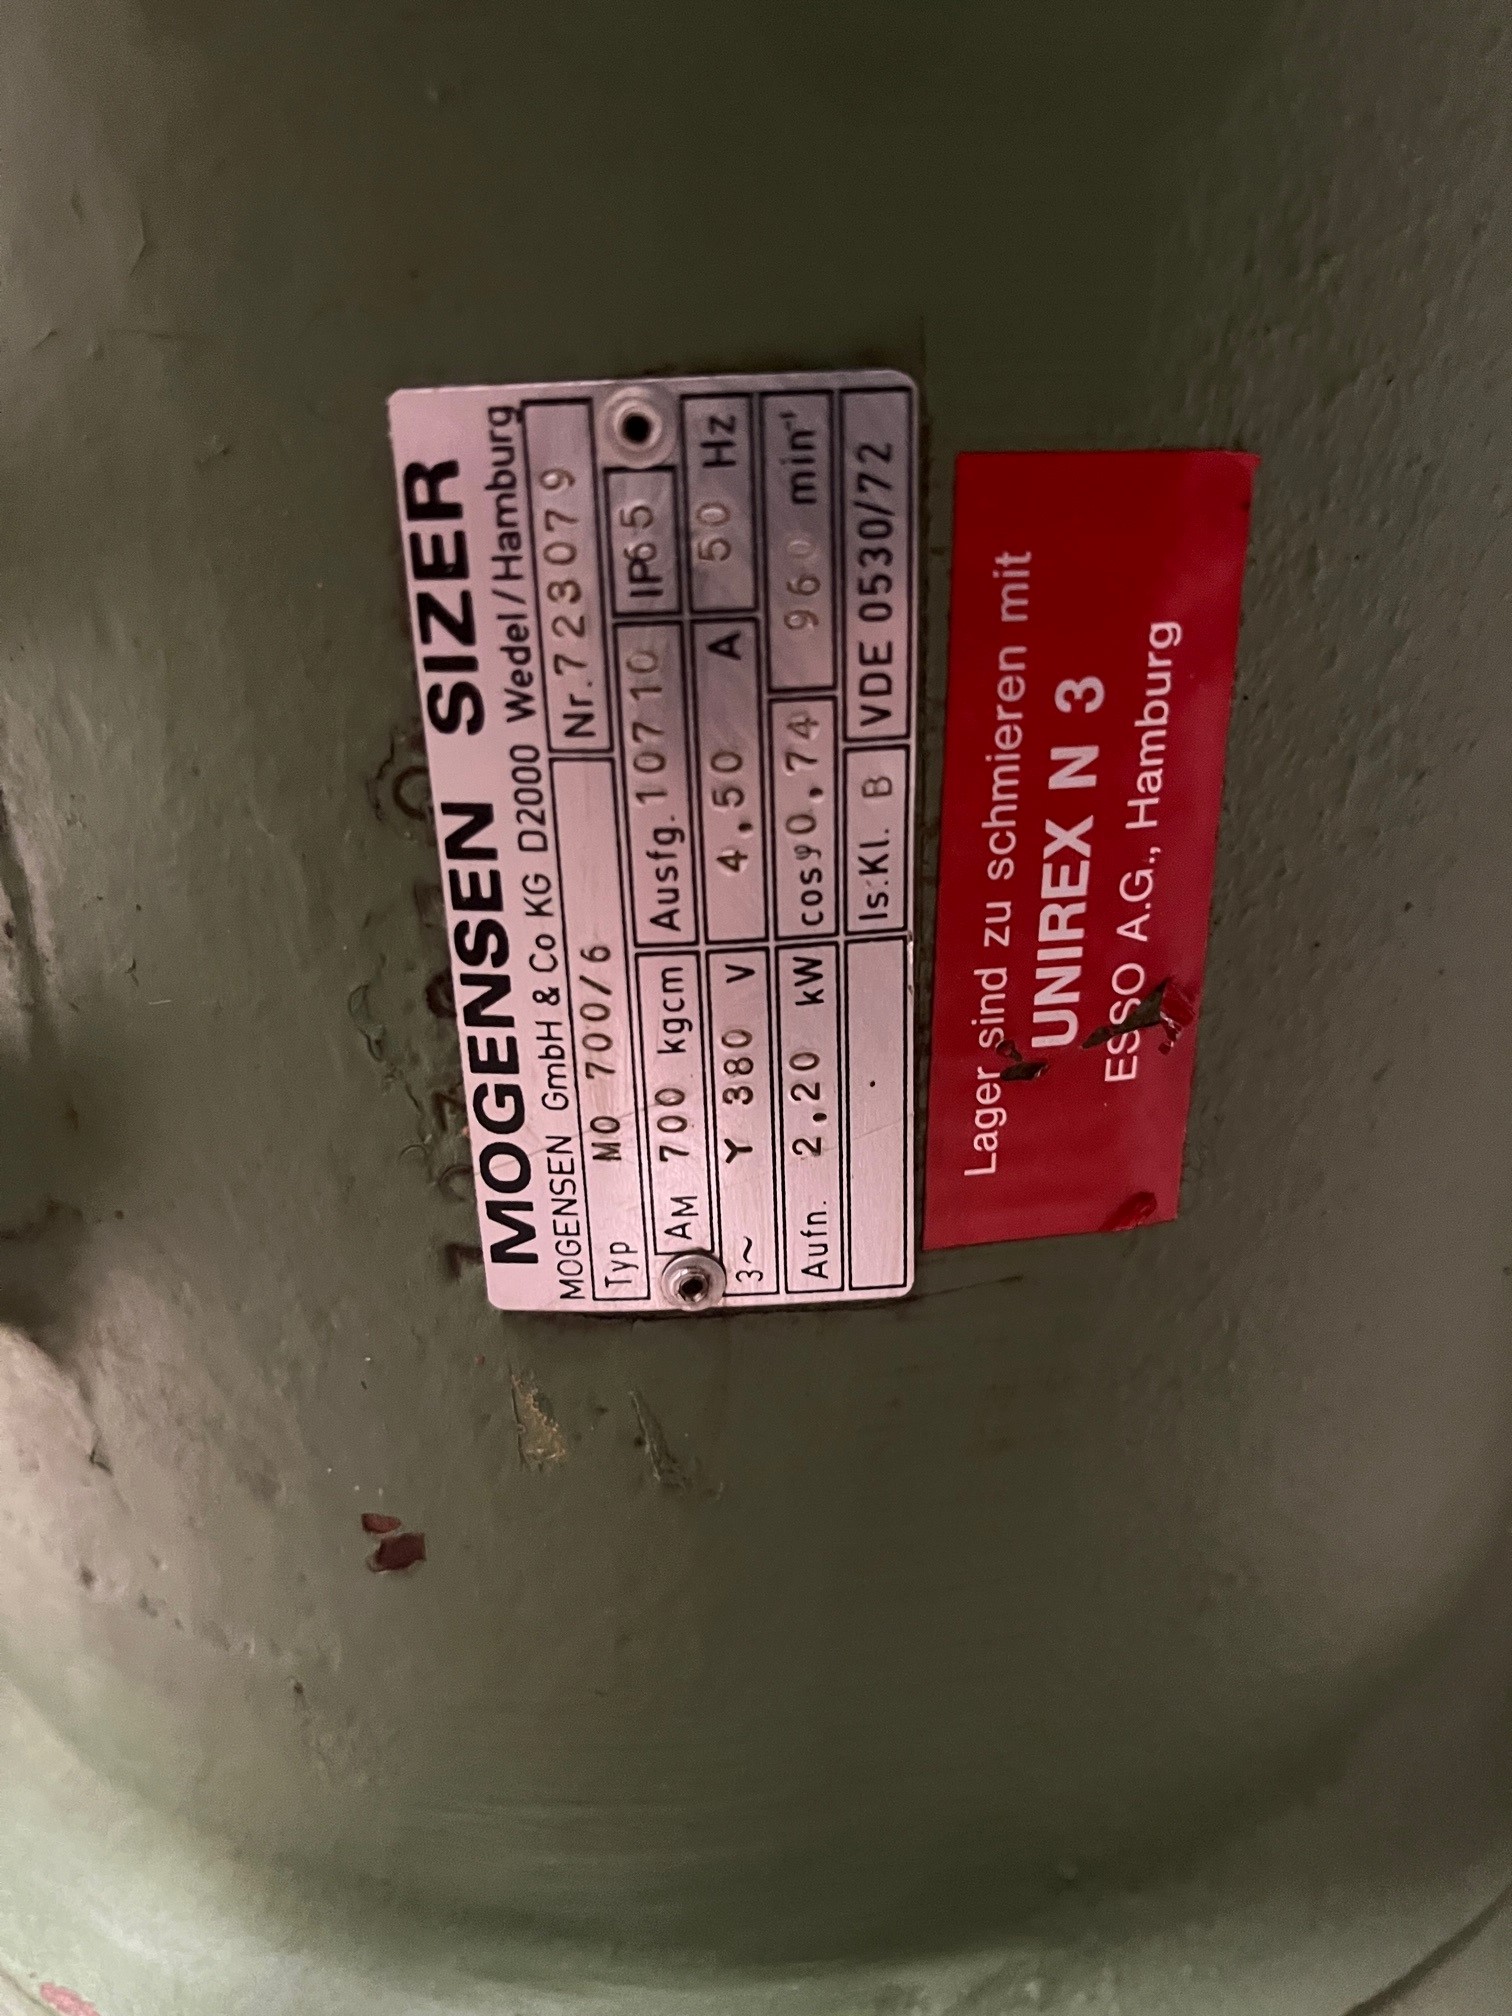 MOGENSEN SIZER
MOGENSEN GmbH & Co KG D2000 Wedel/Hamburg
Typ MO 700/6 Nr. 723079
AM 700 kgcm Ausfg. 10710 IP65
3~ Y 380 V 4,50 A 50 Hz
Aufn. 2,20 kW cosφ 0,74 960 min⁻¹
Is.Kl. B VDE 0530/72
Lager sind zu schmieren mit
UNIREX N 3
ESSO A.G., Hamburg